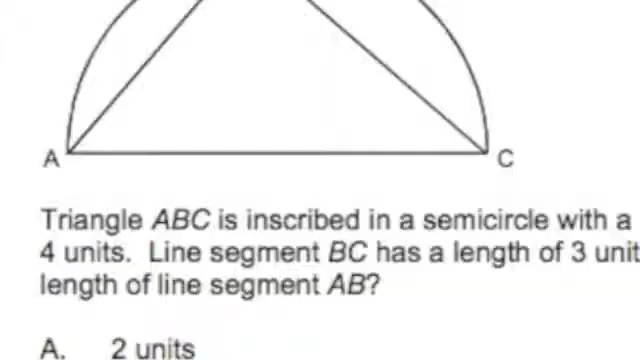 A
C
Triangle ABC is inscribed in a semicircle with a
4 units. Line segment BC has a length of 3
length of line segment AB?
A. 2 units